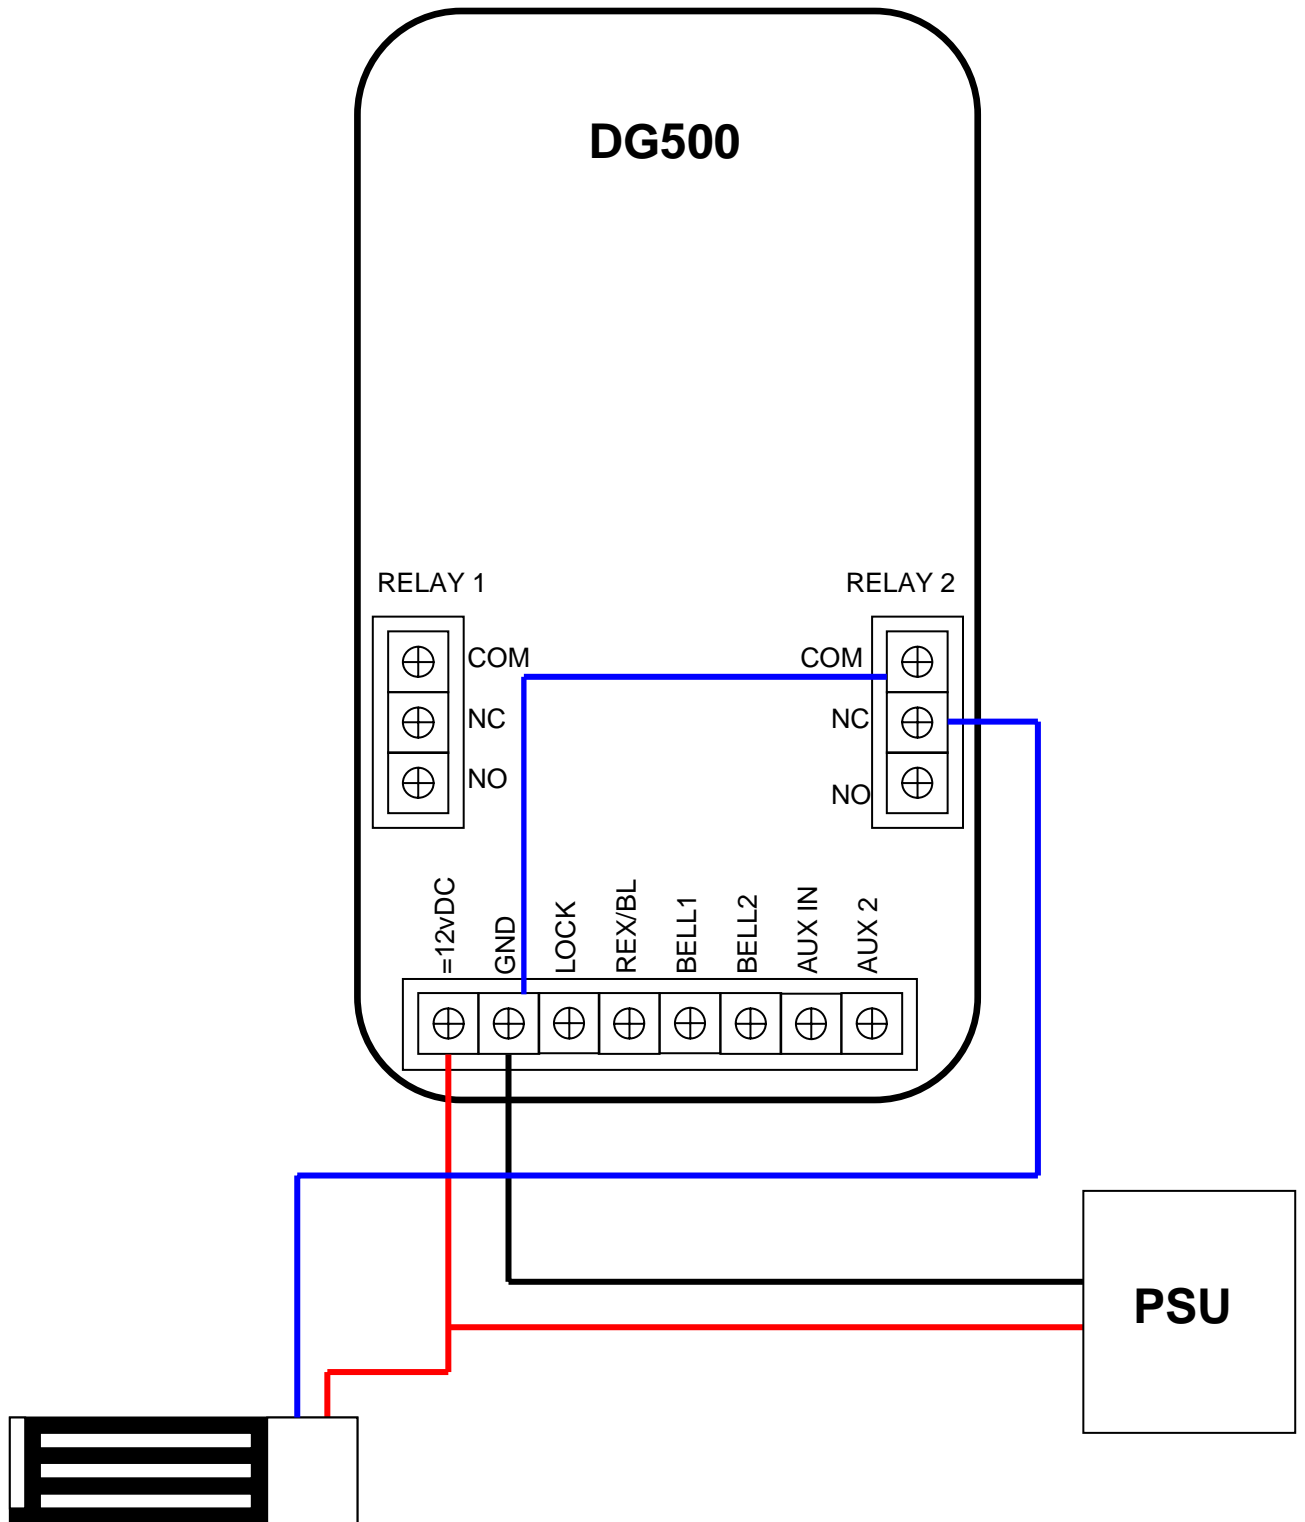 DG500
RELAY 1
RELAY 2
COM
COM
NC
NC
NO
NO
=12vDC
GND
LOCK
REX/BL
BELL1
BELL2
AUX IN
AUX 2
PSU